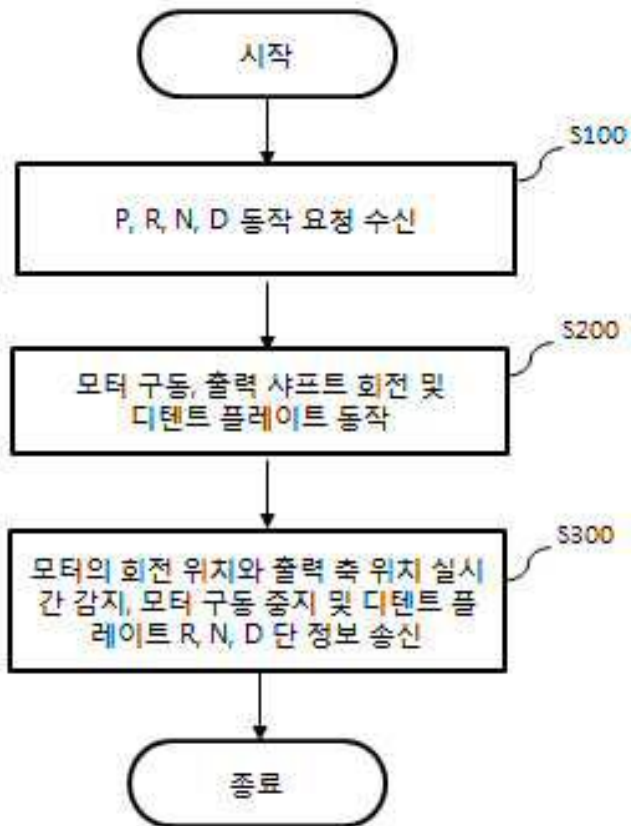 시작
S100
P, R, N, D 동작 요청 수신
S200
모터 구동, 출력 샤프트 회전 및
디텐트 플레이트 동작
S300
모터의 회전 위치와 출력 축 위치 실시
간 감지, 모터 구동 중지 및 디텐트 플
레이트 R, N, D 단 정보 송신
종료